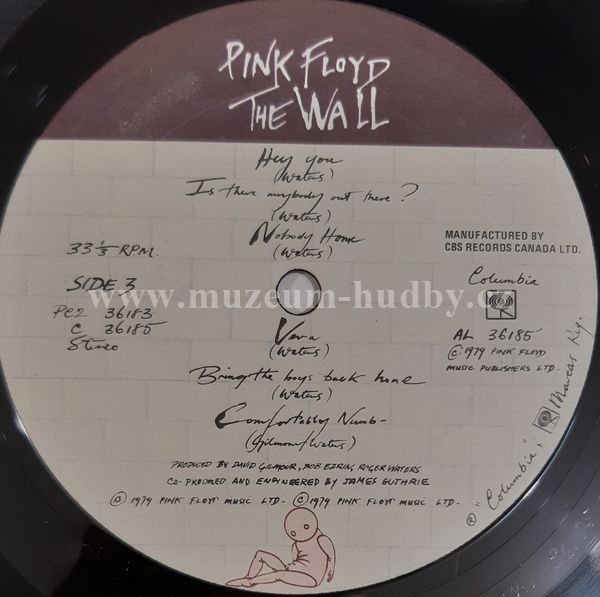 PINK FLOYD
THE WALL
Hey you
(Waters)
Is there anybody out there?
(Waters)
Nobody Home
(Waters)
33 1/3 RPM.
SIDE 3
PC2 36183
C 36185
Stereo
MANUFACTURED BY
CBS RECORDS CANADA LTD.
Columbia
AL 36185
© 1979 PINK FLOYD
MUSIC PUBLISHERS LTD.
www.muzeum-hudby.cz
Vera
(Waters)
Bring the boys back home
(Waters)
Comfortably Numb-
(Gilmour/Waters)
PRODUCED BY DAVID GILMOUR, BOB EZRIN, ROGER WATERS
CO-PRODUCED AND ENGINEERED BY JAMES GUTHRIE
Ⓟ 1979 PINK FLOYD MUSIC LTD. © 1979 PINK FLOYD MUSIC LTD.
® "Columbia", Marcas Reg.